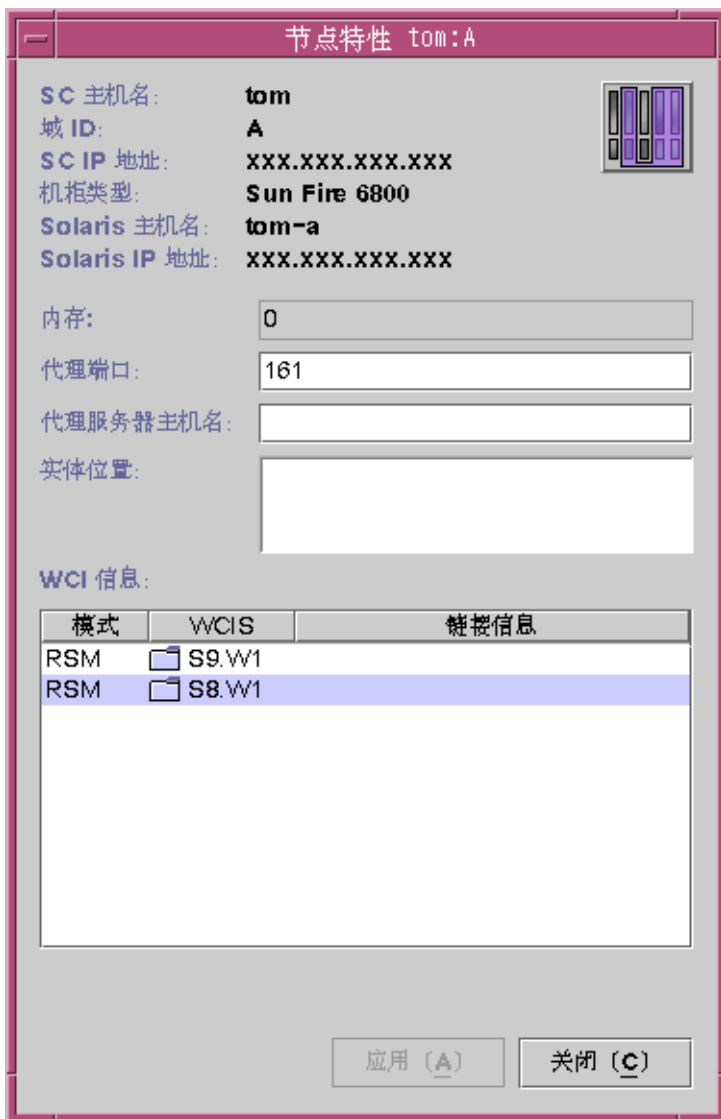 节点特性 tom:A
SC 主机名: tom
域 ID: A
SC IP 地址: xxx.xxx.xxx.xxx
机柜类型: Sun Fire 6800
Solaris 主机名: tom-a
Solaris IP 地址: xxx.xxx.xxx.xxx
内存: 0
代理端口: 161
代理服务器主机名:
实体位置:
WCI 信息:
模式 WCIS 链接信息
RSM S9.W1
RSM S8.W1
应用 (A) 关闭 (C)